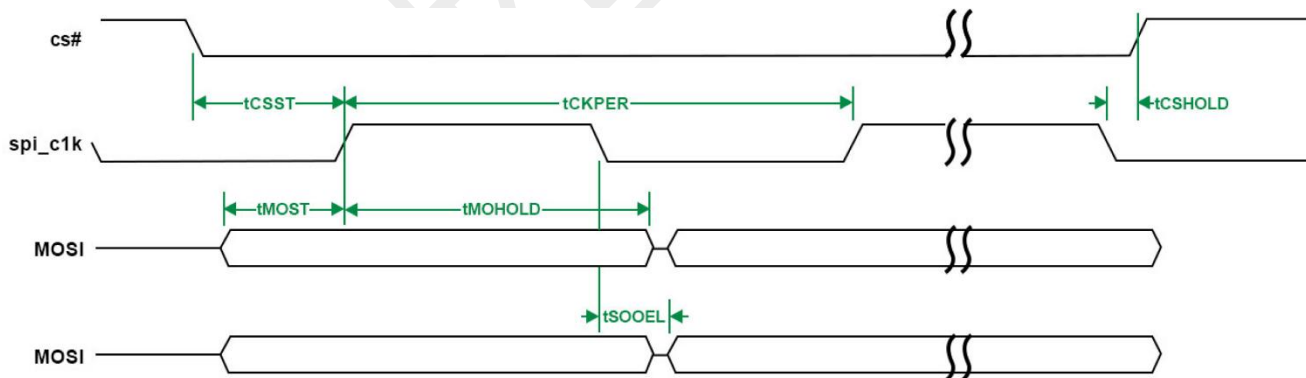 cs#
tCSST
tCKPER
tCSHOLD
spi_c1k
tMOST
tMOHOLD
MOSI
tSOOEL
MOSI